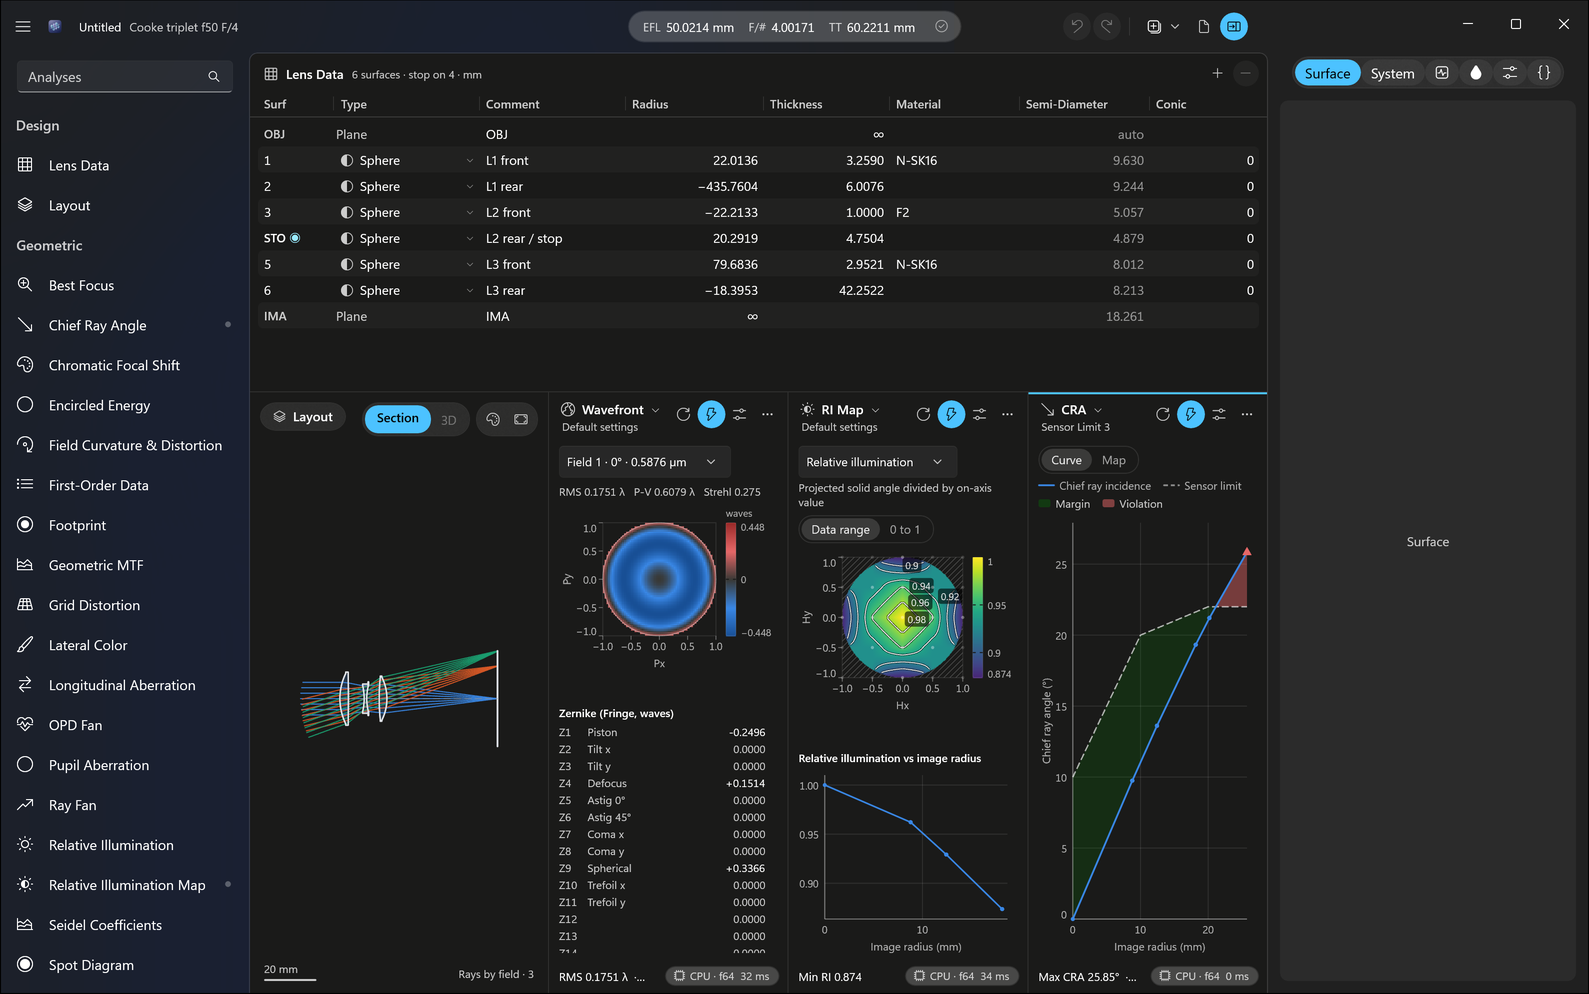 Untitled Cooke triplet f50 F/4
EFL 50.0214 mm F/# 4.00171 TT 60.2211 mm
Analyses
Design
Lens Data
Layout
Geometric
Best Focus
Chief Ray Angle
Chromatic Focal Shift
Encircled Energy
Field Curvature & Distortion
First-Order Data
Footprint
Geometric MTF
Grid Distortion
Lateral Color
Longitudinal Aberration
OPD Fan
Pupil Aberration
Ray Fan
Relative Illumination
Relative Illumination Map
Seidel Coefficients
Spot Diagram
Lens Data 6 surfaces · stop on 4 · mm
Surf Type Comment Radius Thickness Material Semi-Diameter Conic
OBJ Plane OBJ ∞ auto
1 Sphere L1 front 22.0136 3.2590 N-SK16 9.630 0
2 Sphere L1 rear −435.7604 6.0076 9.244 0
3 Sphere L2 front −22.2133 1.0000 F2 5.057 0
STO Sphere L2 rear / stop 20.2919 4.7504 4.879 0
5 Sphere L3 front 79.6836 2.9521 N-SK16 8.012 0
6 Sphere L3 rear −18.3953 42.2522 8.213 0
IMA Plane IMA ∞ 18.261
Layout Section 3D
20 mm Rays by field · 3
Wavefront
Default settings
Field 1 · 0° · 0.5876 µm
RMS 0.1751 λ P-V 0.6079 λ Strehl 0.275
waves
0.448
0
−0.448
Py
1.0
0.5
0.0
−0.5
−1.0
−1.0 −0.5 0.0 0.5 1.0
Px
Zernike (Fringe, waves)
Z1 Piston -0.2496
Z2 Tilt x 0.0000
Z3 Tilt y 0.0000
Z4 Defocus +0.1514
Z5 Astig 0° 0.0000
Z6 Astig 45° 0.0000
Z7 Coma x 0.0000
Z8 Coma y 0.0000
Z9 Spherical +0.3366
Z10 Trefoil x 0.0000
Z11 Trefoil y 0.0000
Z12 0.0000
Z13 0.0000
Z14 0.0000
RMS 0.1751 λ ·… CPU · f64 32 ms
RI Map
Default settings
Relative illumination
Projected solid angle divided by on-axis
value
Data range 0 to 1
1.0
0.5
0.0
−0.5
−1.0
Hy
0.9
0.94
0.92
0.96
0.98
1
0.95
0.9
0.874
−1.0 −0.5 0.0 0.5 1.0
Hx
Relative illumination vs image radius
1.00
0.95
0.90
0 10
Image radius (mm)
Min RI 0.874 CPU · f64 34 ms
CRA
Sensor Limit 3
Curve Map
Chief ray incidence Sensor limit
Margin Violation
Chief ray angle (°)
25
20
15
10
5
0
0 10 20
Image radius (mm)
Max CRA 25.85° ·… CPU · f64 0 ms
Surface System { }
Surface